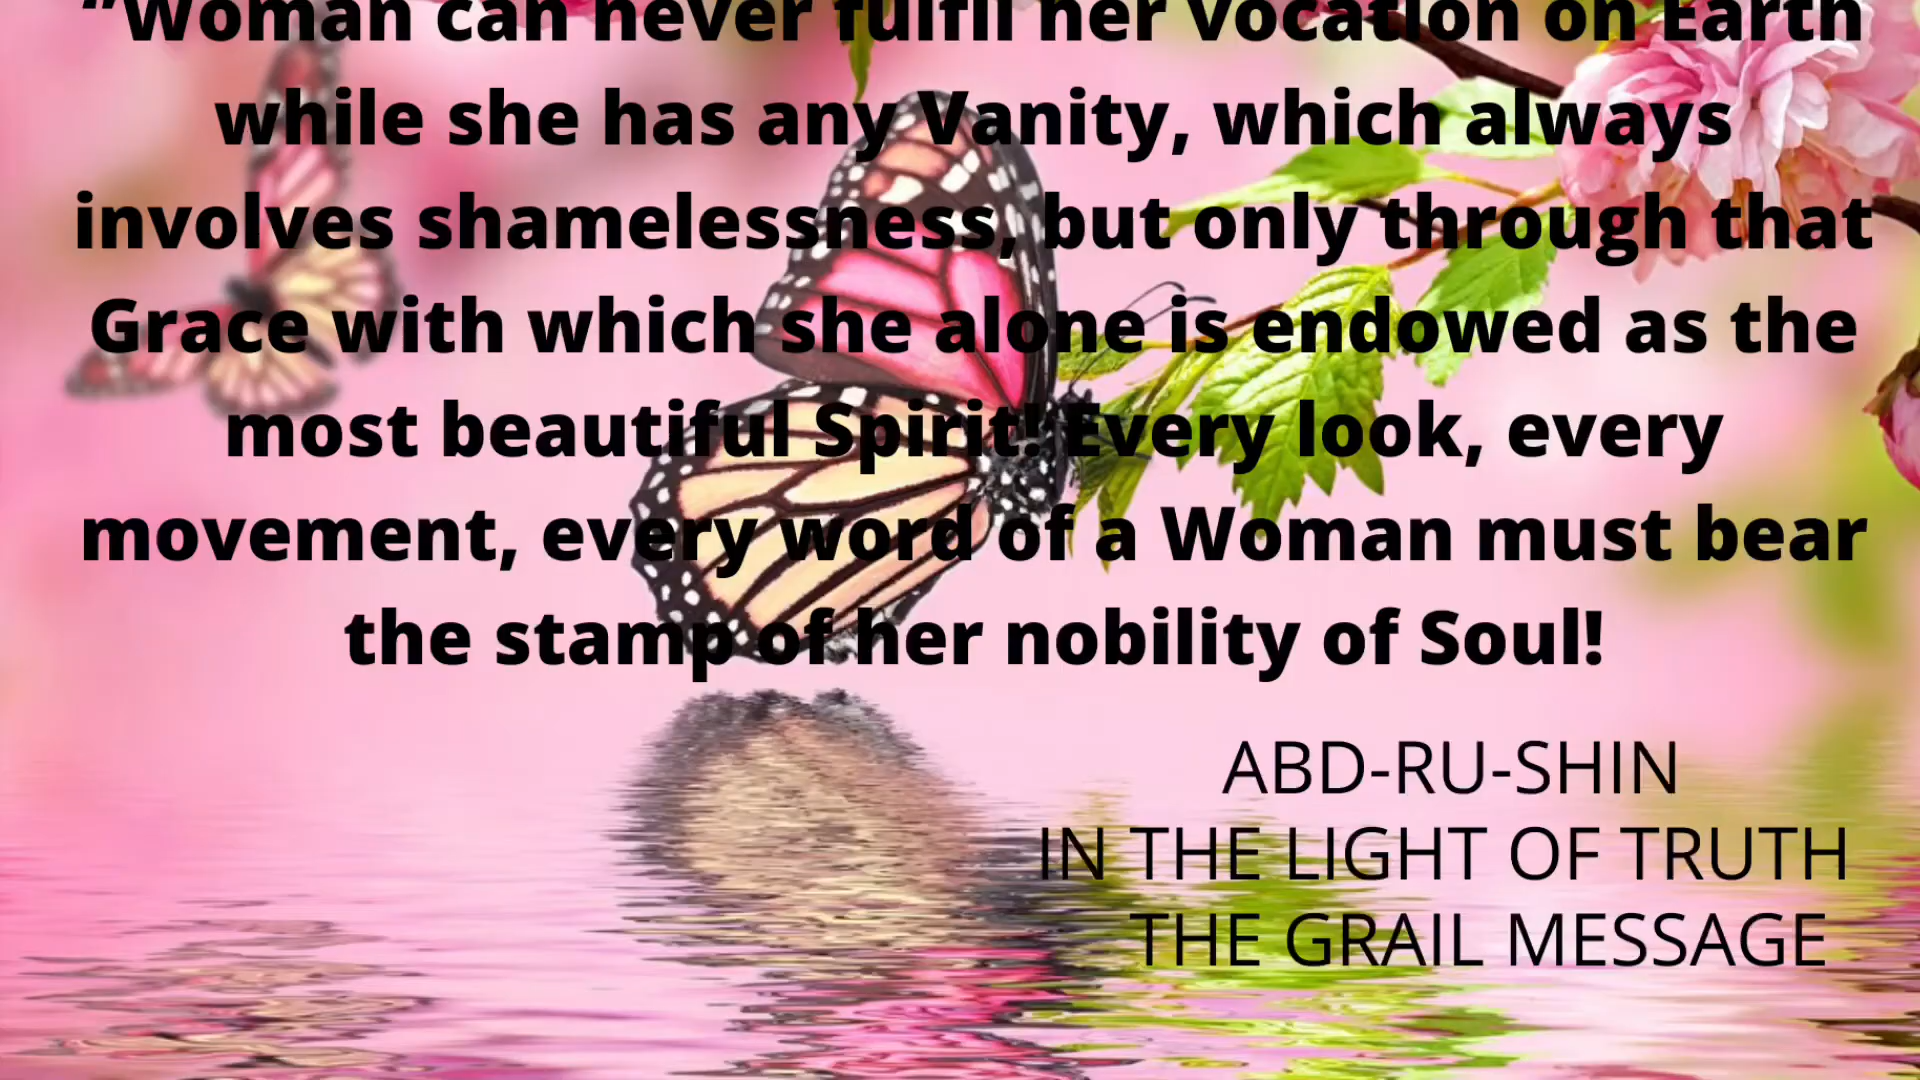 “Woman can never fulfil her vocation on Earth
while she has any Vanity, which always
involves shamelessness, but only through that
Grace with which she alone is endowed as the
most beautiful Spirit! Every look, every
movement, every word of a Woman must bear
the stamp of her nobility of Soul!
ABD-RU-SHIN
IN THE LIGHT OF TRUTH
THE GRAIL MESSAGE